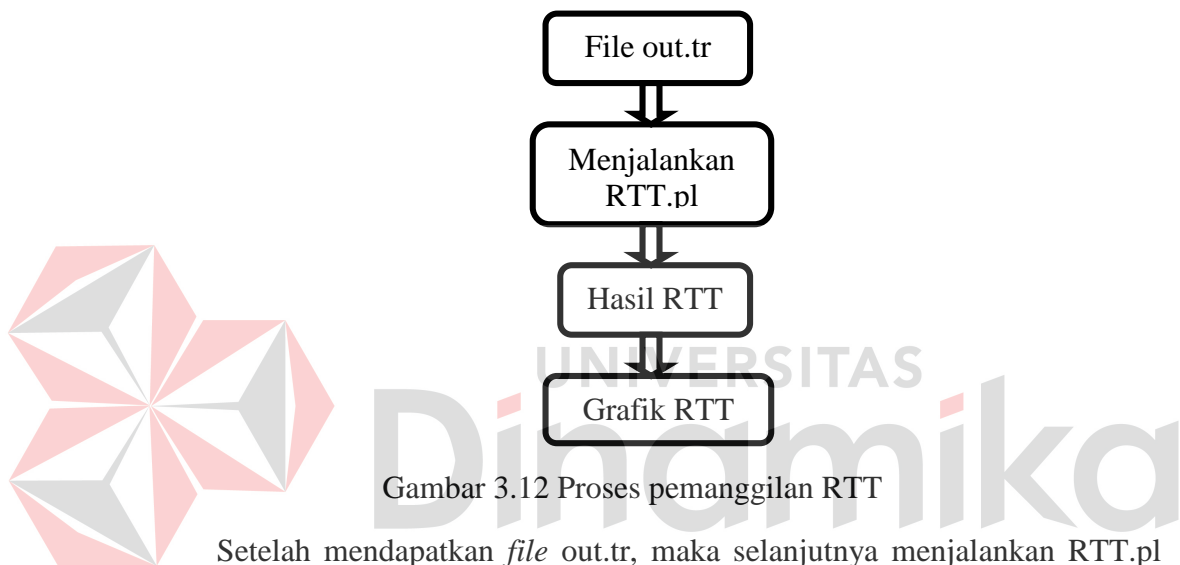 File out.tr
Menjalankan
RTT.pl
Hasil RTT
UNIVERSITAS
Grafik RTT
Dinamika
Gambar 3.12 Proses pemanggilan RTT
Setelah mendapatkan file out.tr, maka selanjutnya menjalankan RTT.pl